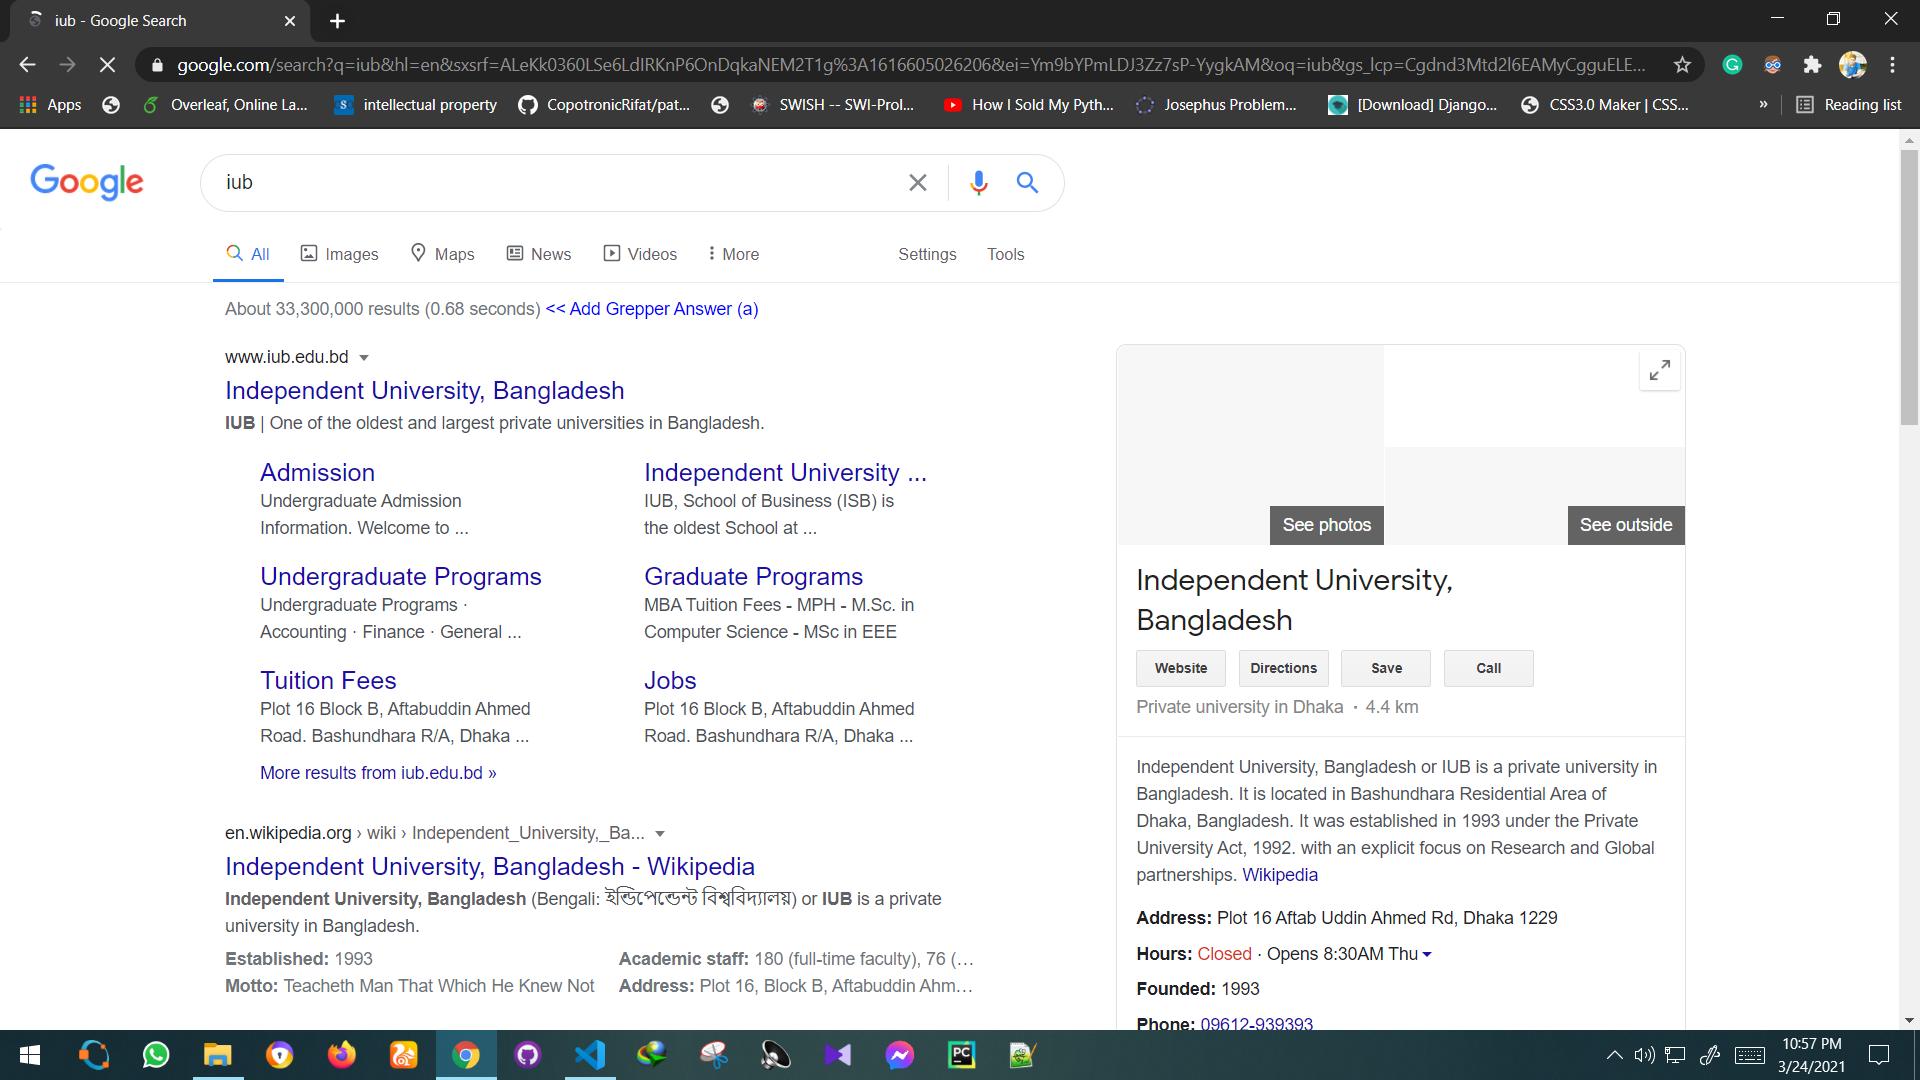 iub - Google Search
google.com/search?q=iub&hl=en&sxsrf=ALeKk0360LSe6LdIRKnP6OnDqkaNEM2T1g%3A1616605026206&ei=Ym9bYPmLDJ3Zz7sP-YygkAM&oq=iub&gs_lcp=Cgdnd3Mtd2l6EAMyCgguELE...
Apps
Overleaf, Online La...
intellectual property
CopotronicRifat/pat...
SWISH -- SWI-Prol...
How I Sold My Pyth...
Josephus Problem...
[Download] Django...
CSS3.0 Maker | CSS...
»
Reading list
Google
iub
All
Images
Maps
News
Videos
More
Settings
Tools
About 33,300,000 results (0.68 seconds) << Add Grepper Answer (a)
www.iub.edu.bd
Independent University, Bangladesh
IUB | One of the oldest and largest private universities in Bangladesh.
Admission
Undergraduate Admission
Information. Welcome to ...
Independent University ...
IUB, School of Business (ISB) is
the oldest School at ...
Undergraduate Programs
Undergraduate Programs ·
Accounting · Finance · General ...
Graduate Programs
MBA Tuition Fees - MPH - M.Sc. in
Computer Science - MSc in EEE
Tuition Fees
Plot 16 Block B, Aftabuddin Ahmed
Road. Bashundhara R/A, Dhaka ...
Jobs
Plot 16 Block B, Aftabuddin Ahmed
Road. Bashundhara R/A, Dhaka ...
More results from iub.edu.bd »
en.wikipedia.org › wiki › Independent_University,_Ba...
Independent University, Bangladesh - Wikipedia
Independent University, Bangladesh (Bengali: ইন্ডিপেন্ডেন্ট বিশ্ববিদ্যালয়) or IUB is a private
university in Bangladesh.
Established: 1993
Academic staff: 180 (full-time faculty), 76 (...
Motto: Teacheth Man That Which He Knew Not
Address: Plot 16, Block B, Aftabuddin Ahm...
See photos
See outside
Independent University,
Bangladesh
Website
Directions
Save
Call
Private university in Dhaka · 4.4 km
Independent University, Bangladesh or IUB is a private university in
Bangladesh. It is located in Bashundhara Residential Area of
Dhaka, Bangladesh. It was established in 1993 under the Private
University Act, 1992. with an explicit focus on Research and Global
partnerships. Wikipedia
Address: Plot 16 Aftab Uddin Ahmed Rd, Dhaka 1229
Hours: Closed · Opens 8:30AM Thu
Founded: 1993
Phone: 09612-939393
PC
10:57 PM
3/24/2021